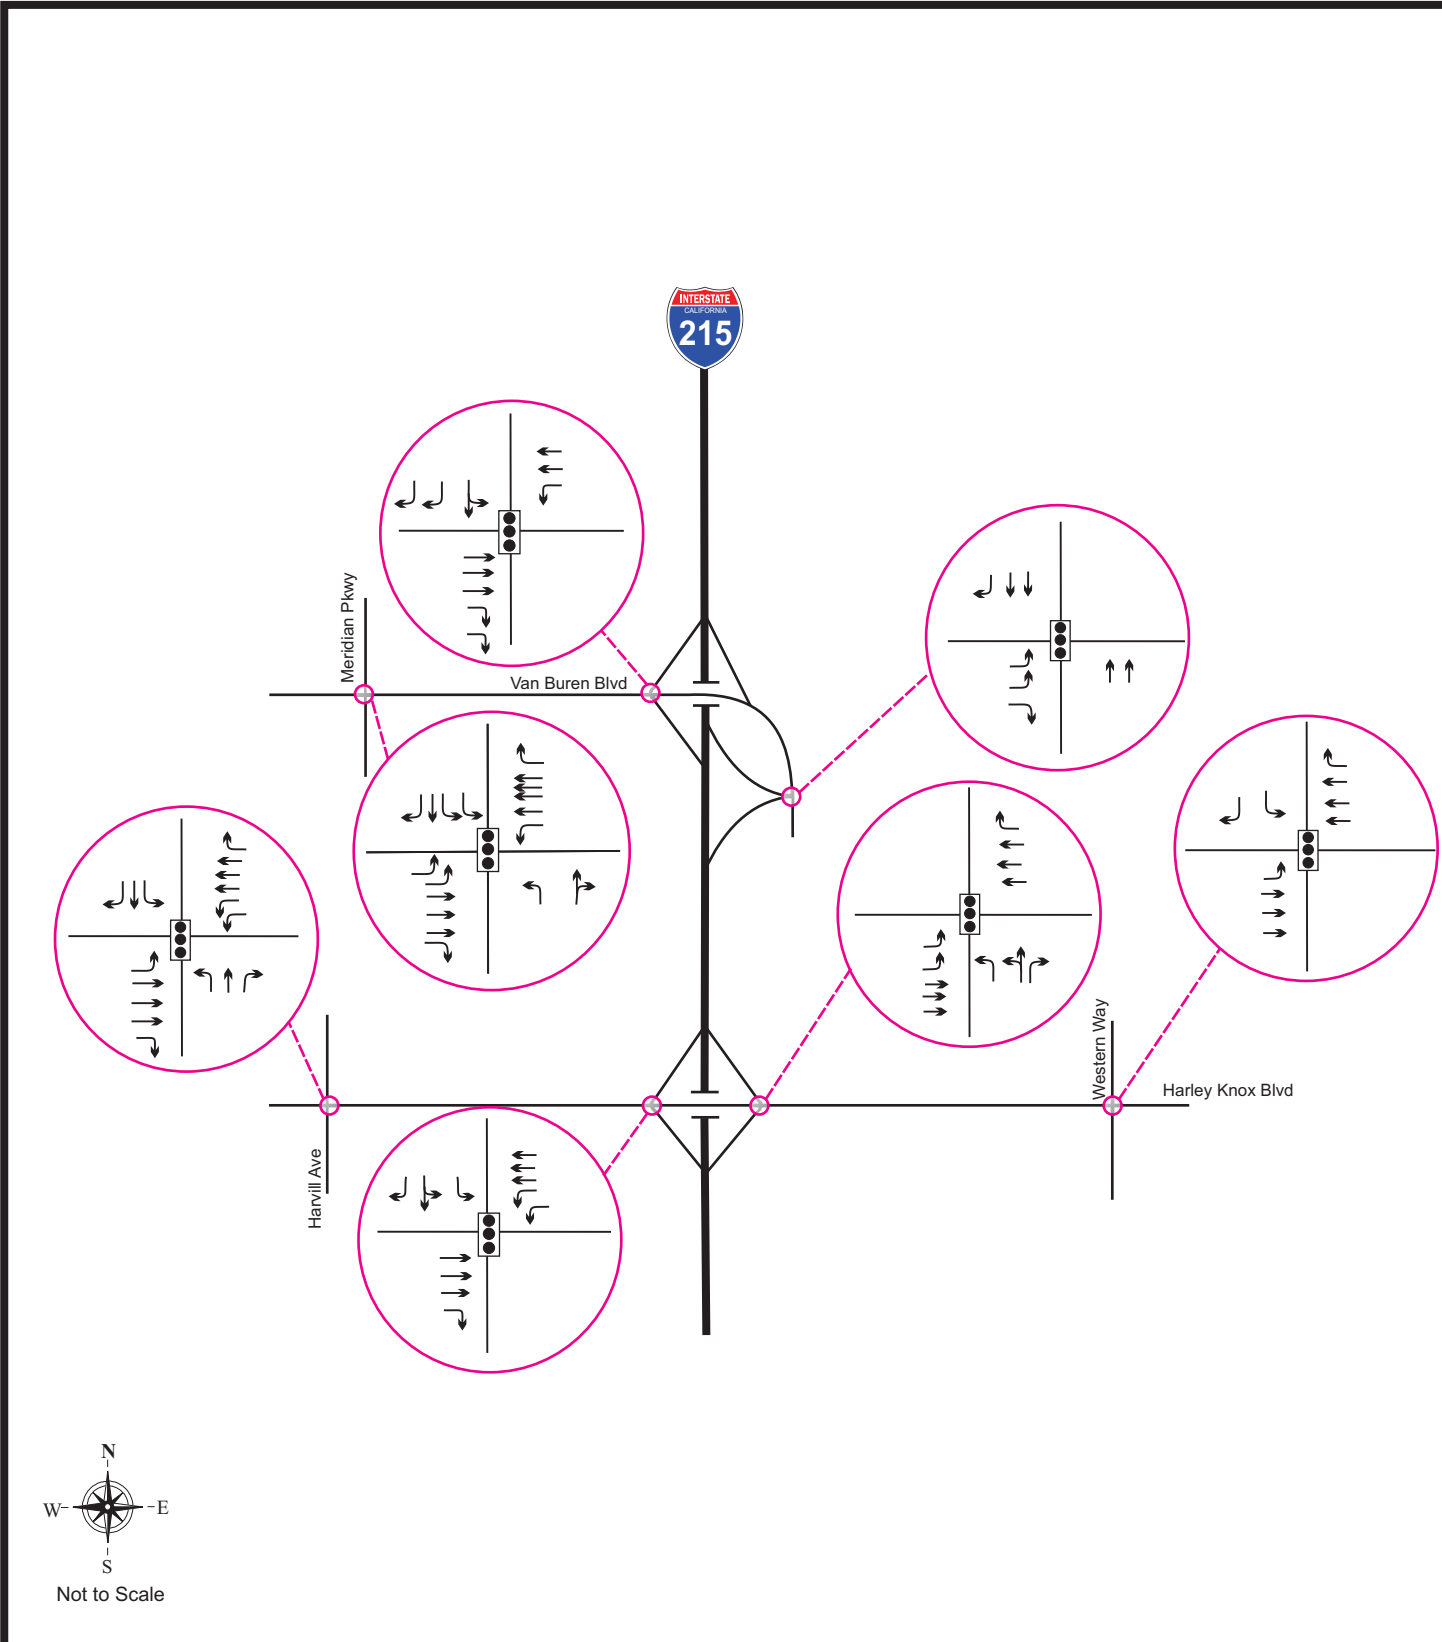 INTERSTATE
CALIFORNIA
215
Meridian Pkwy
Van Buren Blvd
Western Way
Harley Knox Blvd
Harvill Ave
N
W
E
S
Not to Scale